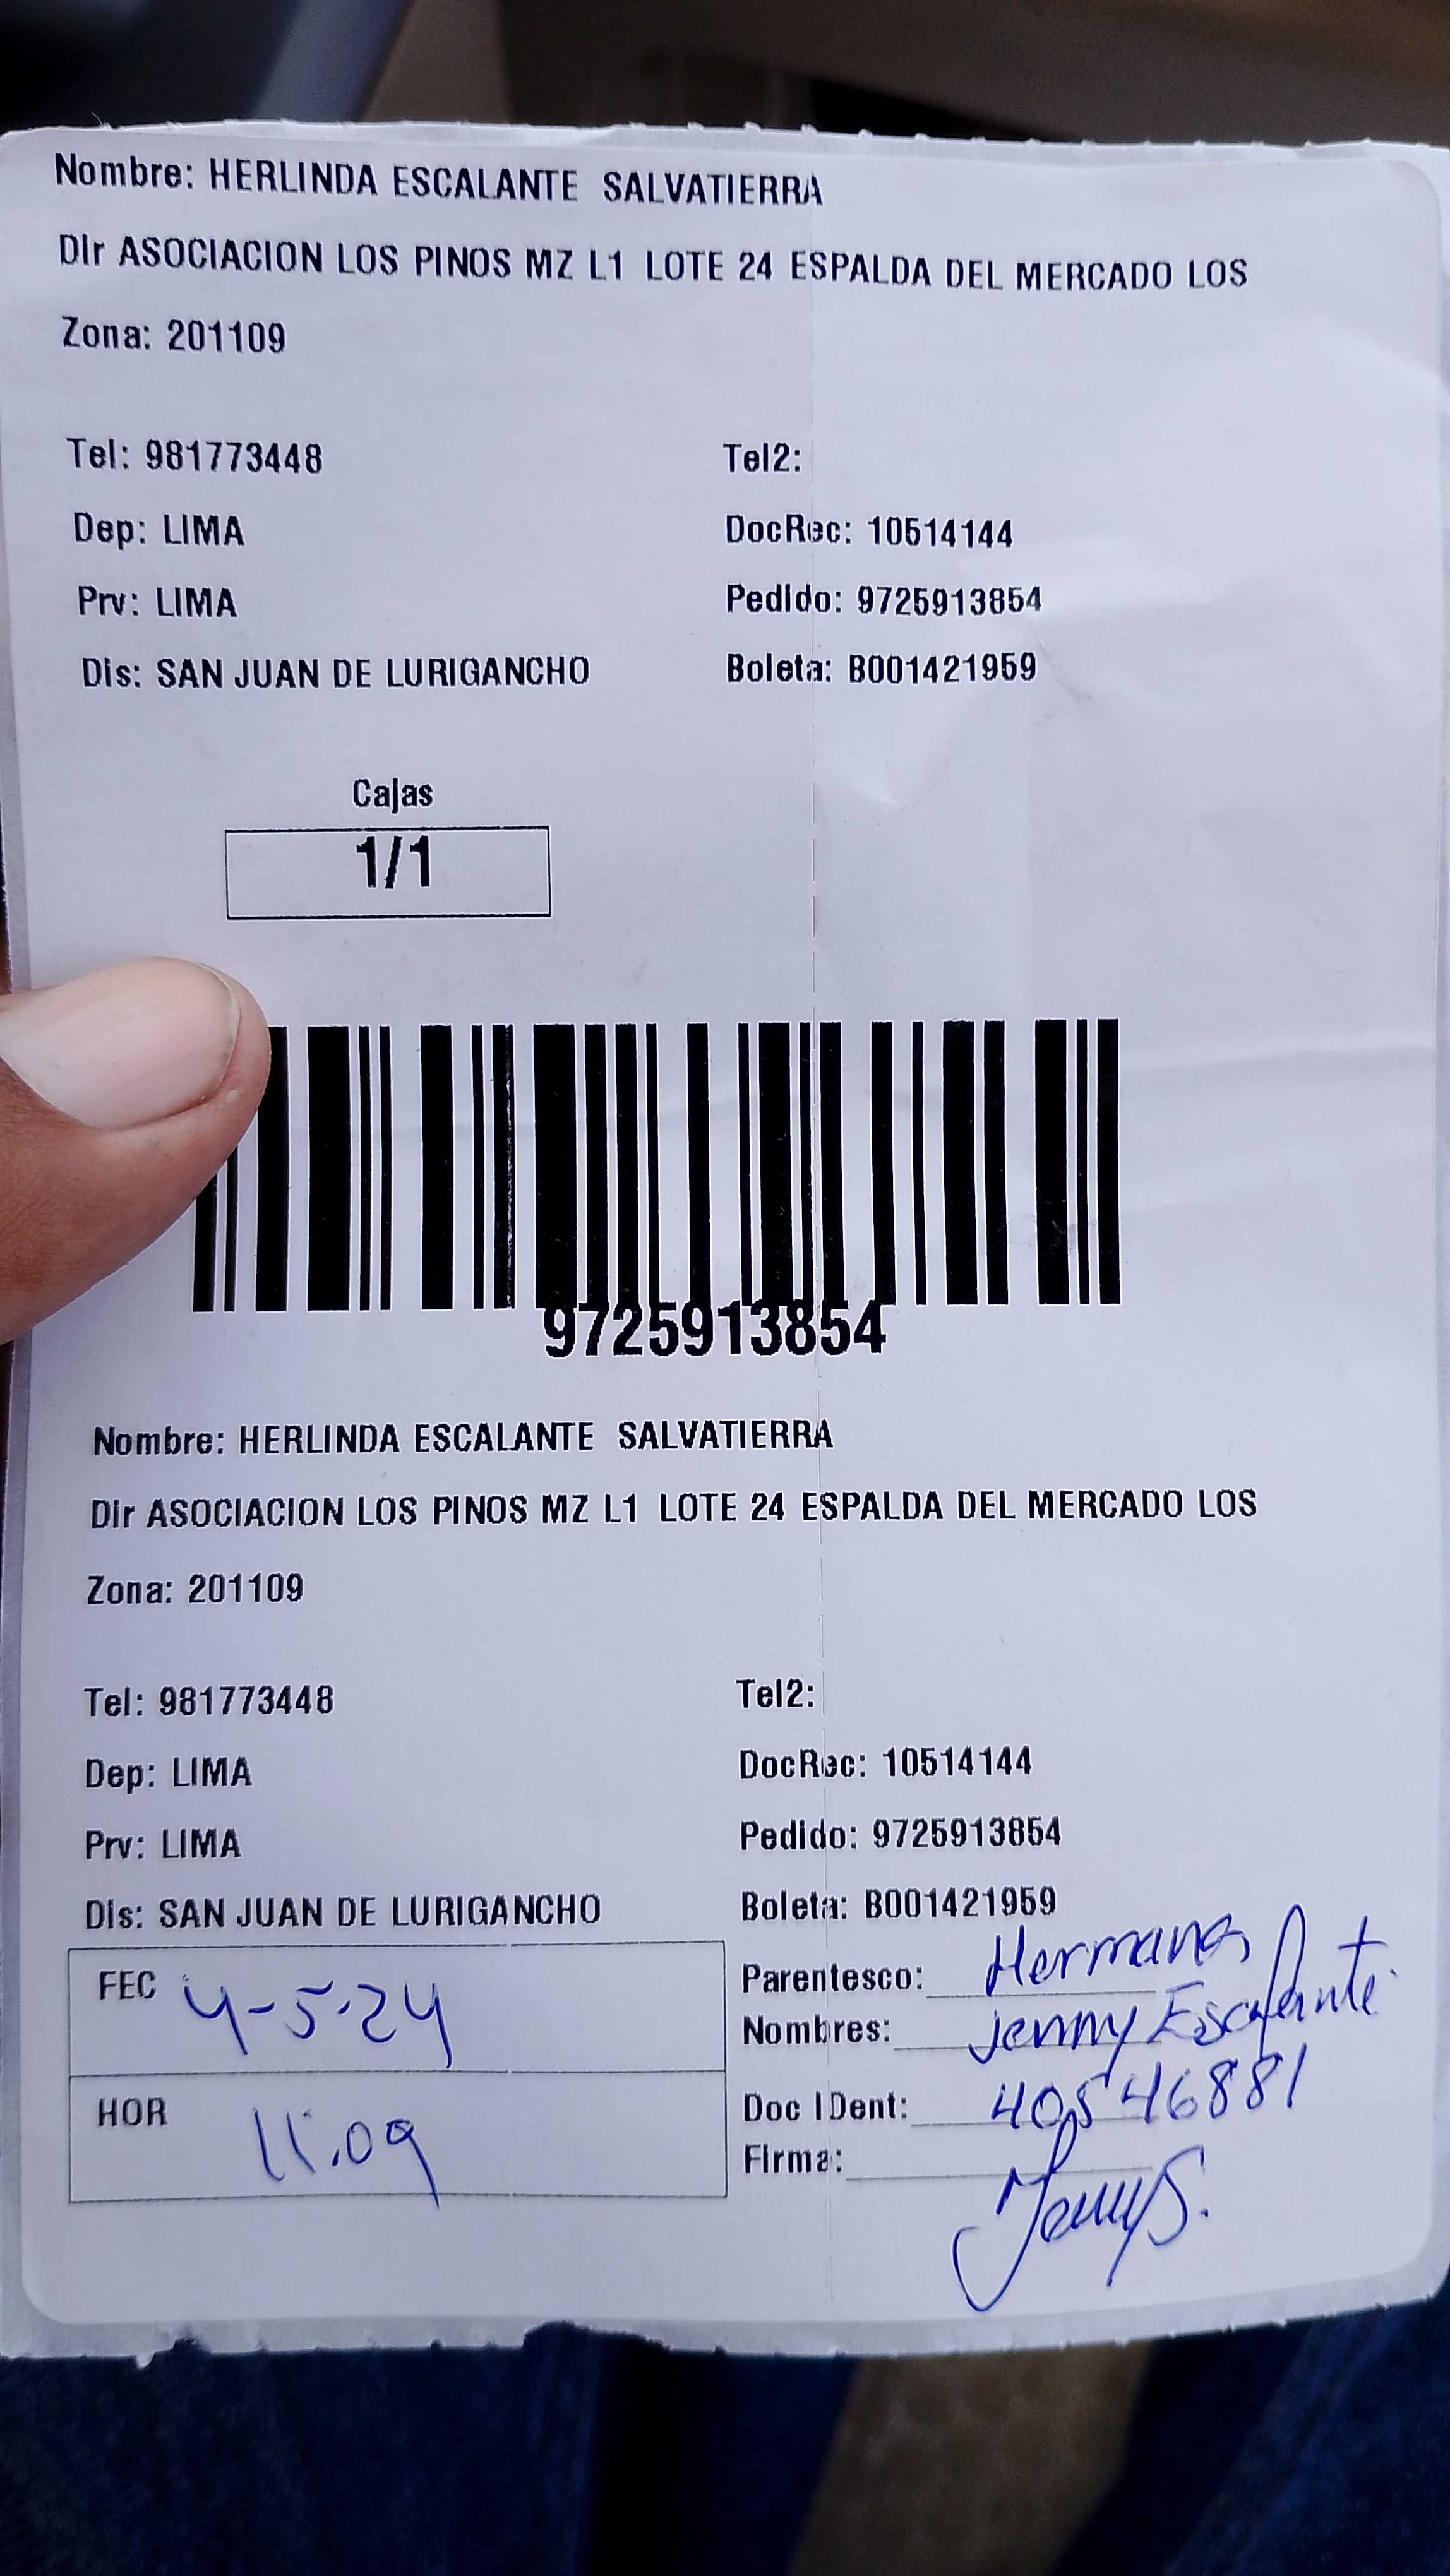 Nombre: HERLINDA ESCALANTE SALVATIERRA
Dir ASOCIACION LOS PINOS MZ L1 LOTE 24 ESPALDA DEL MERCADO LOS
Zona: 201109
Tel: 981773448 Tel2:
Dep: LIMA DocRec: 10514144
Prv: LIMA Pedido: 9725913854
Dis: SAN JUAN DE LURIGANCHO Boleta: B001421959
Cajas
1/1
9725913854
Nombre: HERLINDA ESCALANTE SALVATIERRA
Dir ASOCIACION LOS PINOS MZ L1 LOTE 24 ESPALDA DEL MERCADO LOS
Zona: 201109
Tel: 981773448 Tel2:
Dep: LIMA DocRec: 10514144
Prv: LIMA Pedido: 9725913854
Dis: SAN JUAN DE LURIGANCHO Boleta: B001421959
FEC 4-5-24 Parentesco: Hermana
Nombres: Jenny Escalante
HOR 11.09 Doc IDent: 40546881
Firma: